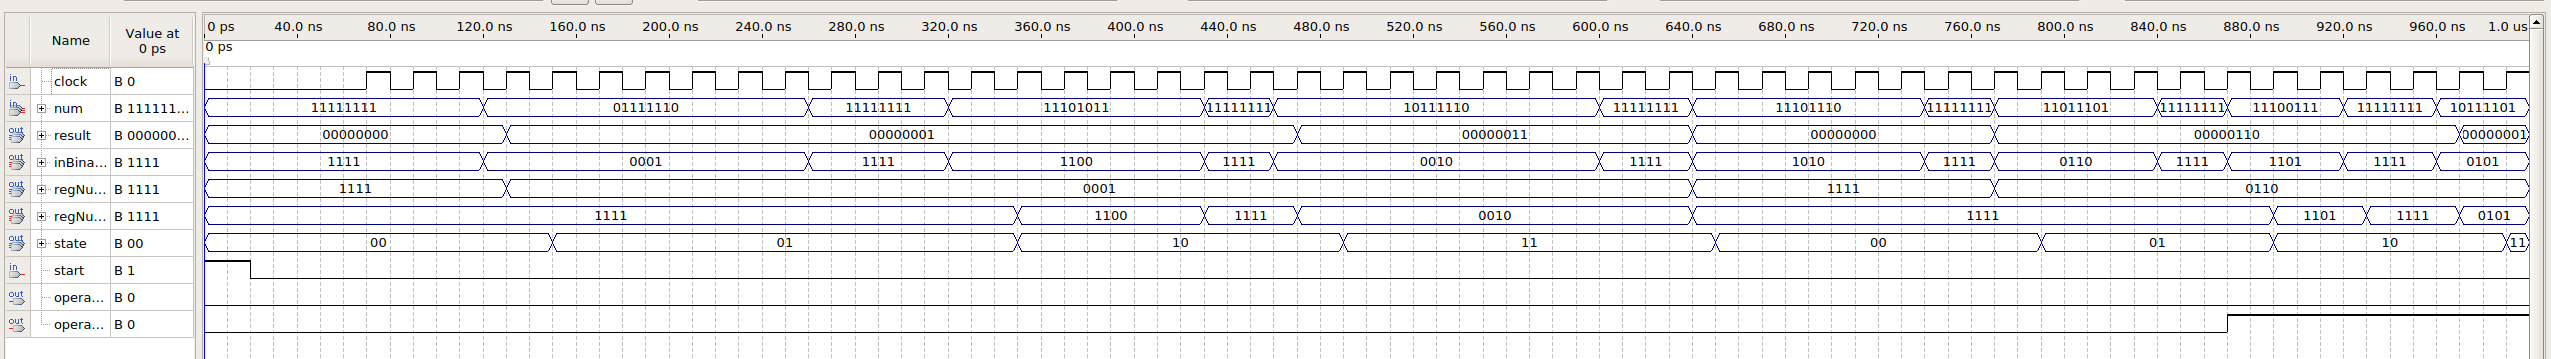 Name Value at 0 ps 0 ps 40.0 ns 80.0 ns 120.0 ns 160.0 ns 200.0 ns 240.0 ns 280.0 ns 320.0 ns 360.0 ns 400.0 ns 440.0 ns 480.0 ns 520.0 ns 560.0 ns 600.0 ns 640.0 ns 680.0 ns 720.0 ns 760.0 ns 800.0 ns 840.0 ns 880.0 ns 920.0 ns 960.0 ns 1.0 us
0 ps
in clock B 0
in num B 111111... 11111111 01111110 11111111 11101011 11111111 10111110 11111111 11101110 11111111 11011101 11111111 11100111 11111111 10111101
out result B 000000... 00000000 00000001 00000011 00000000 00000110 00000001
out inBina... B 1111 1111 0001 1111 1100 1111 0010 1111 1010 1111 0110 1111 1101 1111 0101
out regNu... B 1111 1111 0001 1111 0110
out regNu... B 1111 1111 1100 1111 0010 1111 1101 1111 0101
out state B 00 00 01 10 11 00 01 10 11
in start B 1
out opera... B 0
out opera... B 0